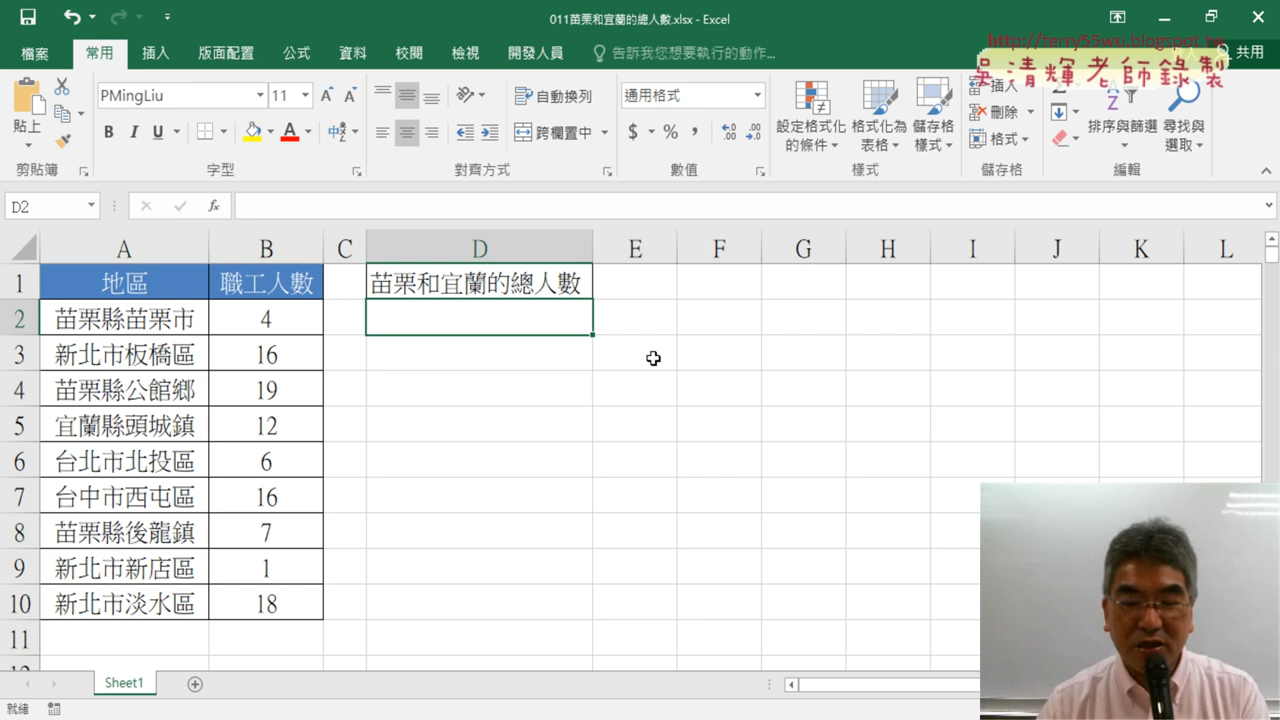 011苗栗和宜蘭的總人數.xlsx - Excel
http://terry55wu.blogspot.tw
吳清輝老師錄製
檔案 常用 插入 版面配置 公式 資料 校閱 檢視 開發人員 告訴我您想要執行的動作... 共用
PMingLiu 11 自動換列 通用格式 插入
貼上 B I U A 中 跨欄置中 $ % 設定格式化的條件 格式化為表格 儲存格樣式 刪除 格式 排序與篩選 尋找與選取
剪貼簿 字型 對齊方式 數值 樣式 儲存格 編輯
D2 fx
A B C D E F G H I J K L
1 地區 職工人數 苗栗和宜蘭的總人數
2 苗栗縣苗栗市 4
3 新北市板橋區 16
4 苗栗縣公館鄉 19
5 宜蘭縣頭城鎮 12
6 台北市北投區 6
7 台中市西屯區 16
8 苗栗縣後龍鎮 7
9 新北市新店區 1
10 新北市淡水區 18
11
Sheet1
就緒